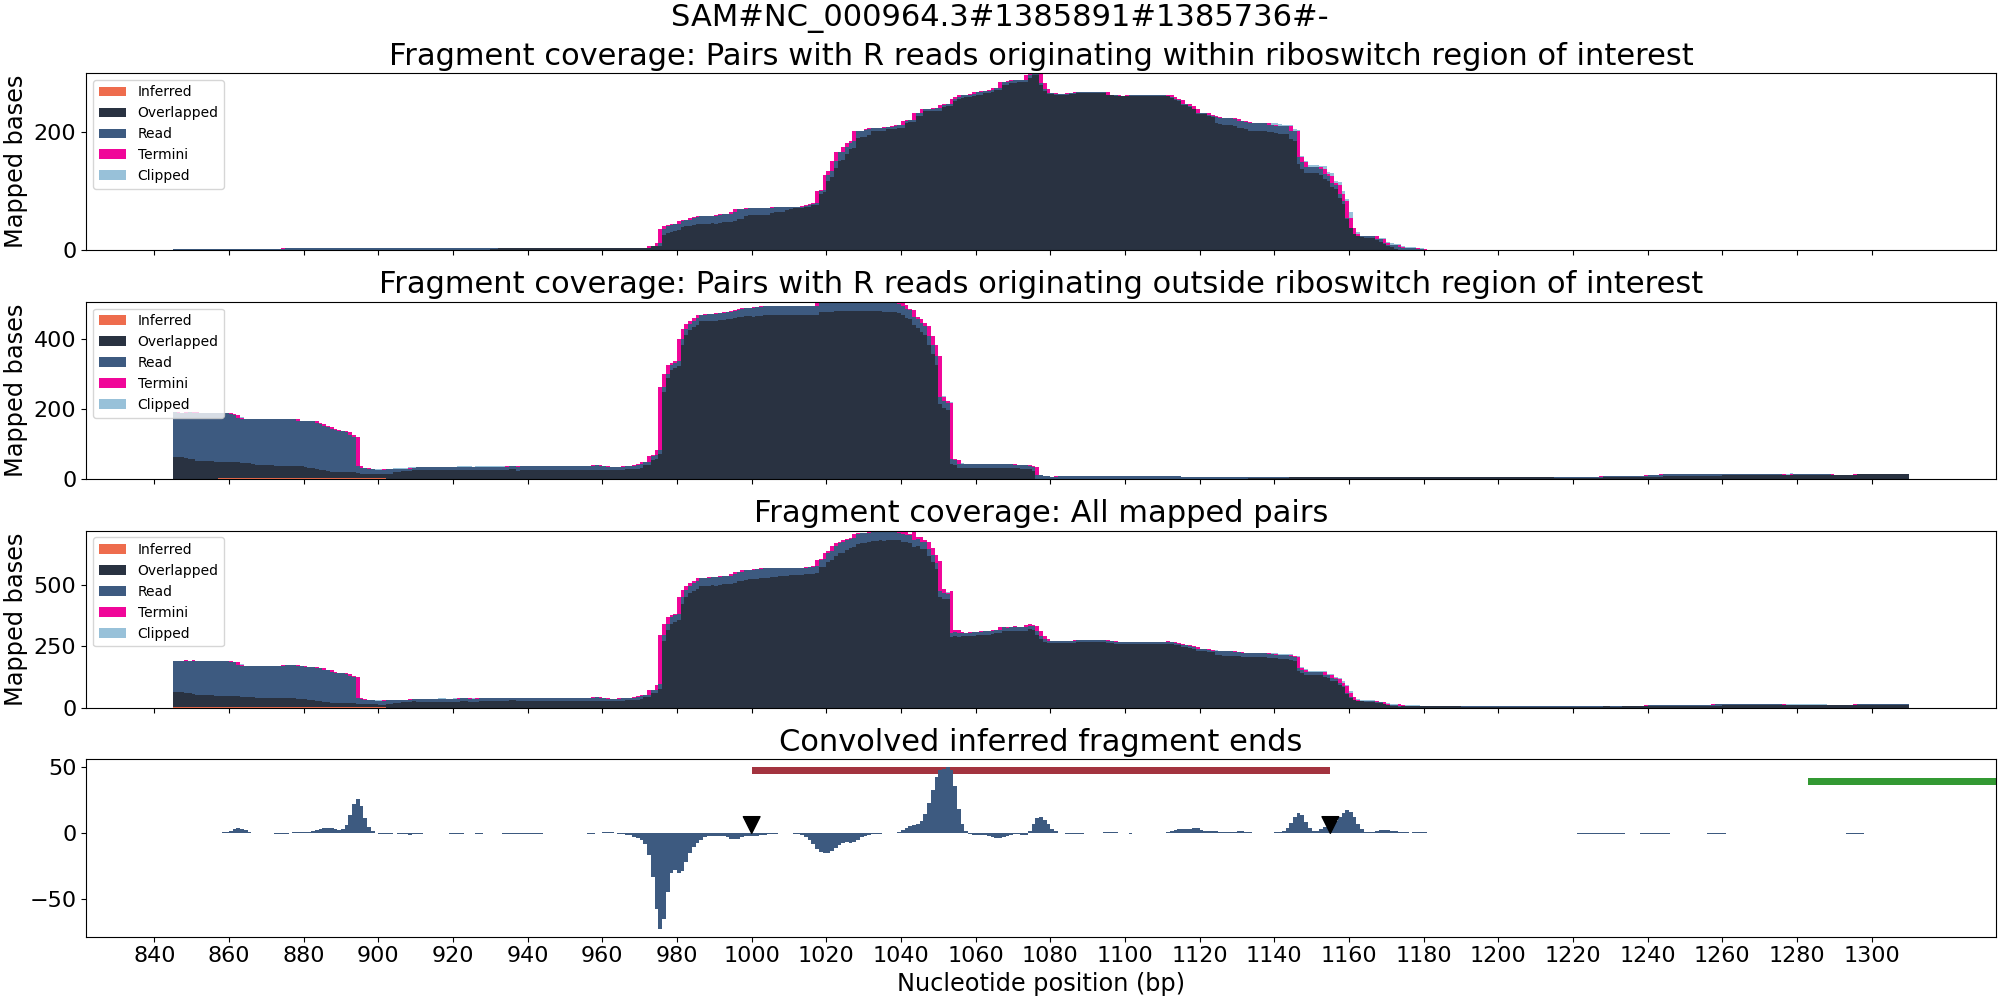 SAM#NC_000964.3#1385891#1385736#-
Fragment coverage: Pairs with R reads originating within riboswitch region of interest
Mapped bases
200
0
Inferred
Overlapped
Read
Termini
Clipped
Fragment coverage: Pairs with R reads originating outside riboswitch region of interest
Mapped bases
400
200
0
Inferred
Overlapped
Read
Termini
Clipped
Fragment coverage: All mapped pairs
Mapped bases
500
250
0
Inferred
Overlapped
Read
Termini
Clipped
Convolved inferred fragment ends
50
0
−50
840 860 880 900 920 940 960 980 1000 1020 1040 1060 1080 1100 1120 1140 1160 1180 1200 1220 1240 1260 1280 1300
Nucleotide position (bp)